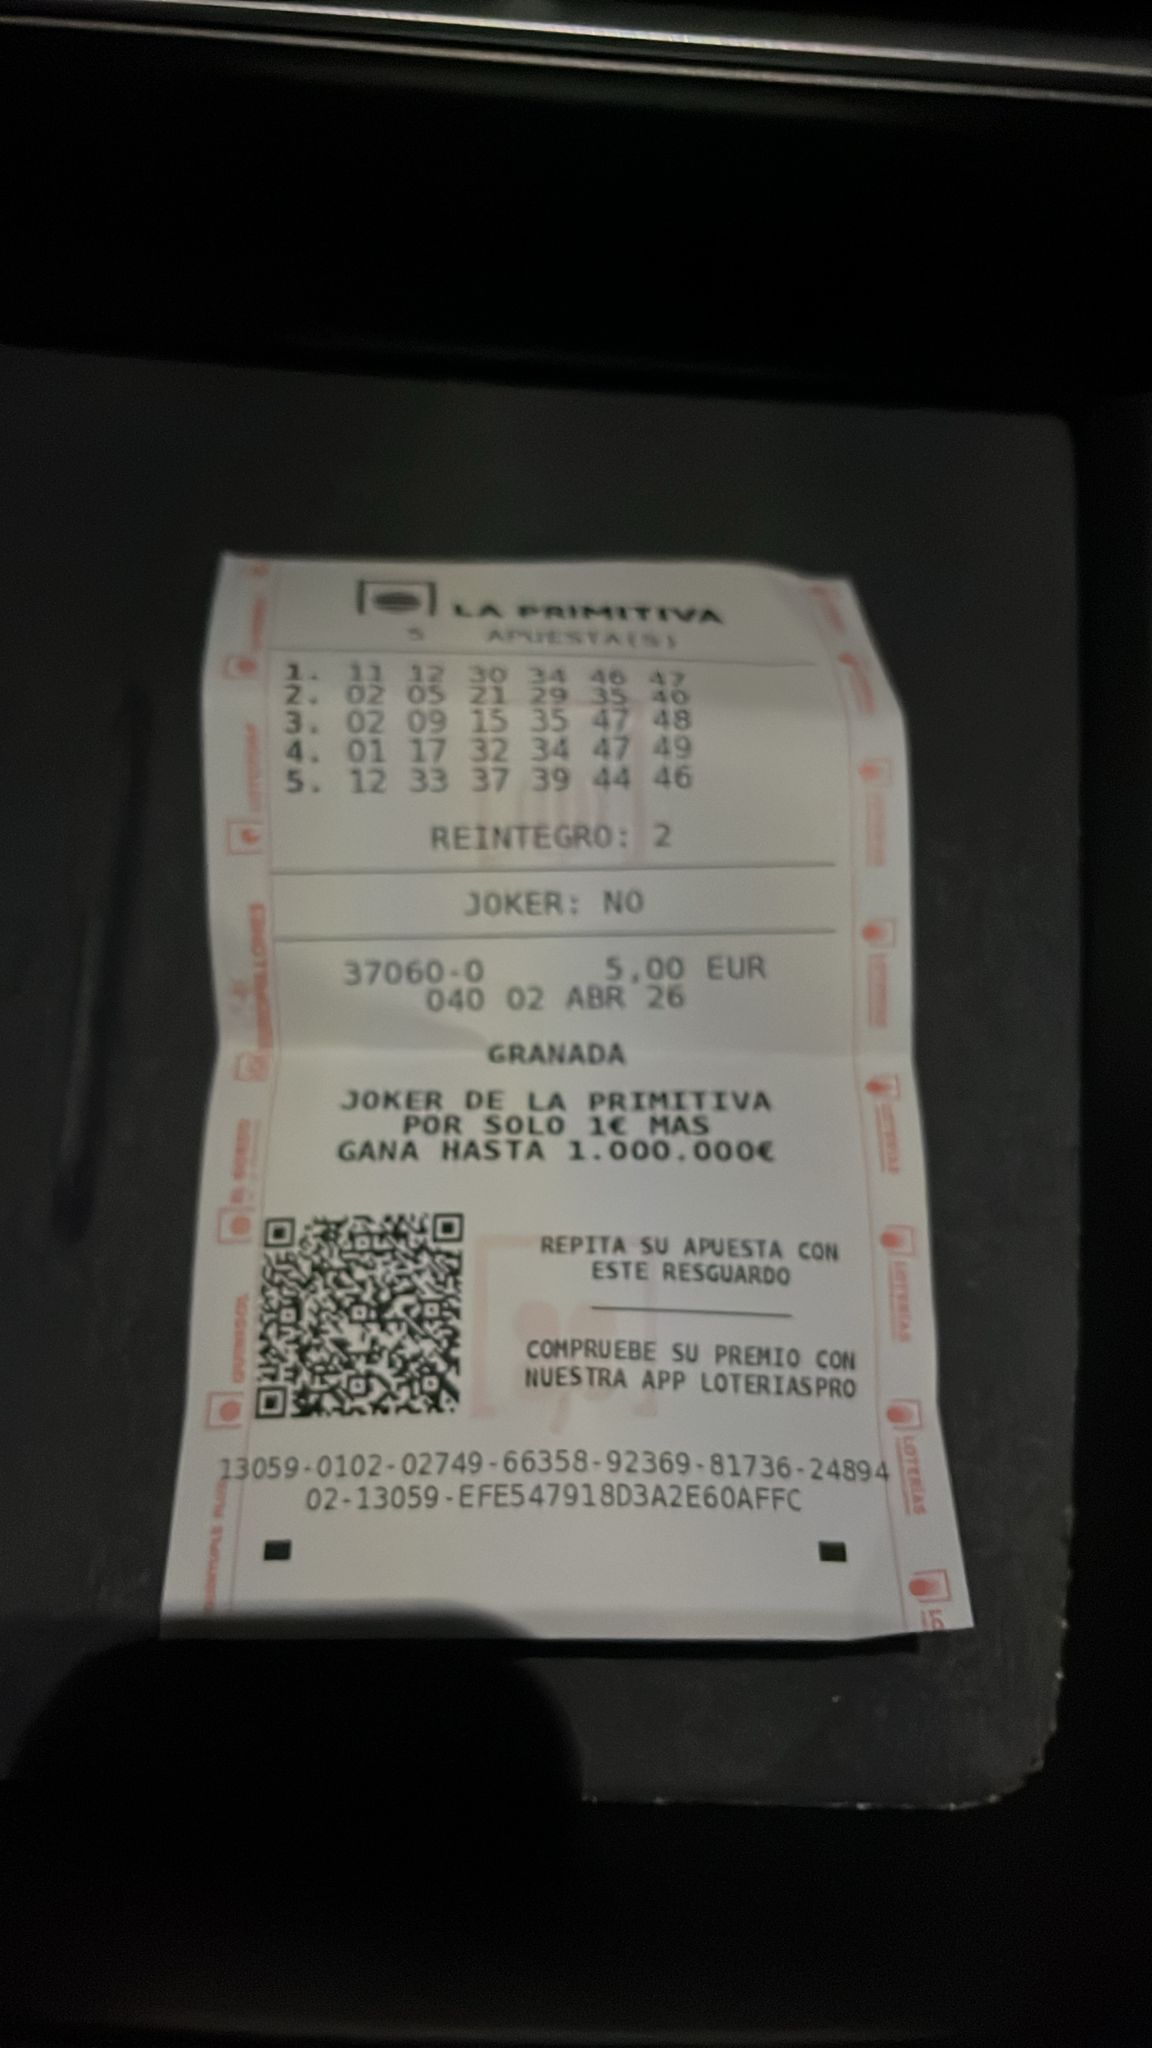 LA PRIMITIVA
5 APUESTA(S)
1. 11 12 30 34 46 47
2. 02 05 21 29 35 40
3. 02 09 15 35 47 48
4. 01 17 32 34 47 49
5. 12 33 37 39 44 46
REINTEGRO: 2
JOKER: NO
37060-0 5,00 EUR
040 02 ABR 26
GRANADA
JOKER DE LA PRIMITIVA
POR SOLO 1€ MAS
GANA HASTA 1.000.000€
REPITA SU APUESTA CON
ESTE RESGUARDO
COMPRUEBE SU PREMIO CON
NUESTRA APP LOTERIASPRO
13059-0102-02749-66358-92369-81736-24894
02-13059-EFE547918D3A2E60AFFC
EUROMILLONES
QUINIGOL
LOTERÍAS
LOTERÍAS